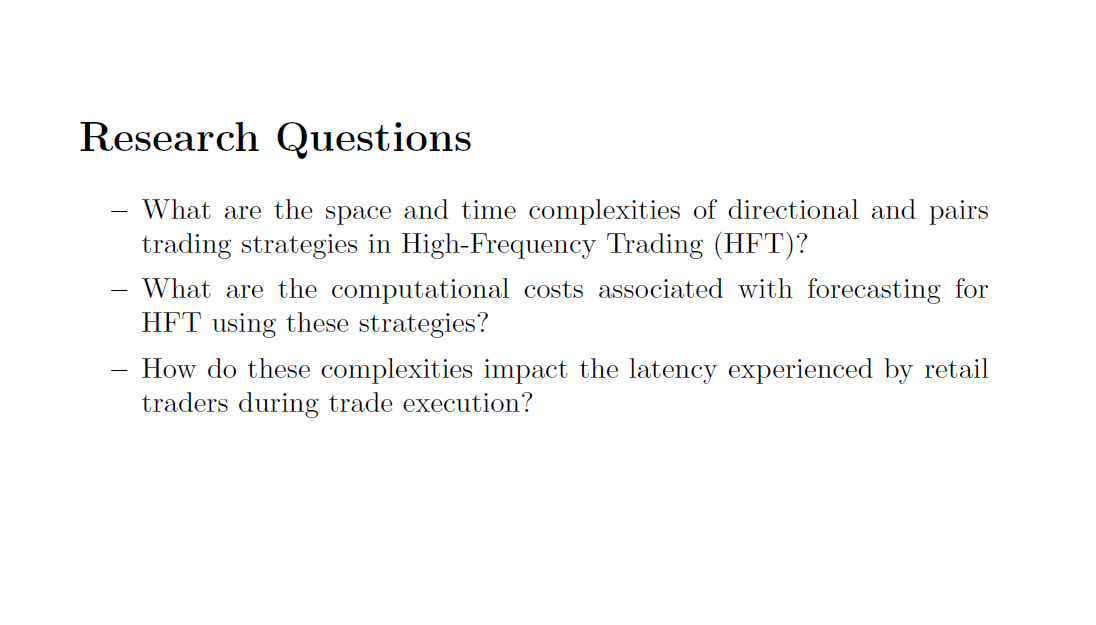 Research Questions
– What are the space and time complexities of directional and pairs
trading strategies in High-Frequency Trading (HFT)?
– What are the computational costs associated with forecasting for
HFT using these strategies?
– How do these complexities impact the latency experienced by retail
traders during trade execution?